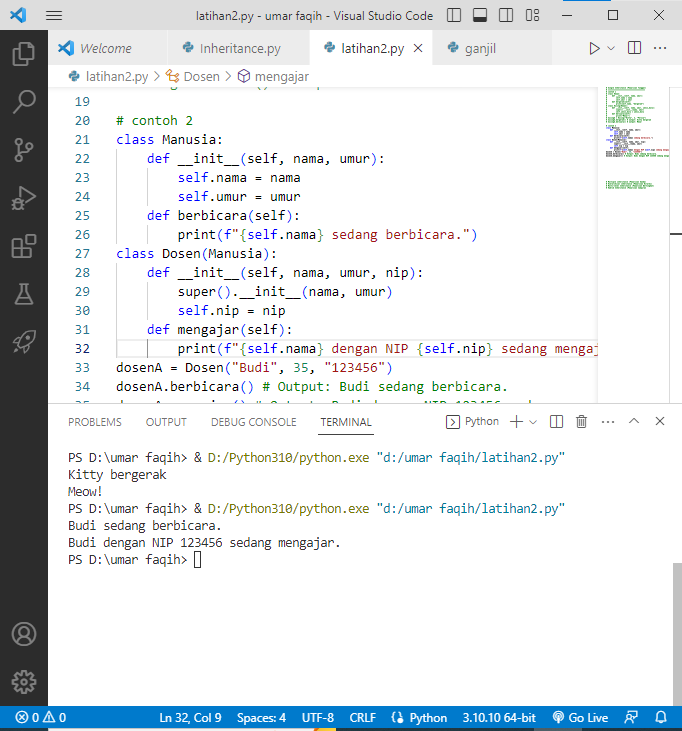 latihan2.py - umar faqih - Visual Studio Code
Welcome
Inheritance.py
latihan2.py
ganjil
latihan2.py > Dosen > mengajar
19
20 # contoh 2
21 class Manusia:
22 def __init__(self, nama, umur):
23 self.nama = nama
24 self.umur = umur
25 def berbicara(self):
26 print(f"{self.nama} sedang berbicara.")
27 class Dosen(Manusia):
28 def __init__(self, nama, umur, nip):
29 super().__init__(nama, umur)
30 self.nip = nip
31 def mengajar(self):
32 print(f"{self.nama} dengan NIP {self.nip} sedang mengaj
33 dosenA = Dosen("Budi", 35, "123456")
34 dosenA.berbicara() # Output: Budi sedang berbicara.
PROBLEMS OUTPUT DEBUG CONSOLE TERMINAL Python
PS D:\umar faqih> & D:/Python310/python.exe "d:/umar faqih/latihan2.py"
Kitty bergerak
Meow!
PS D:\umar faqih> & D:/Python310/python.exe "d:/umar faqih/latihan2.py"
Budi sedang berbicara.
Budi dengan NIP 123456 sedang mengajar.
PS D:\umar faqih>
0 0 Ln 32, Col 9 Spaces: 4 UTF-8 CRLF Python 3.10.10 64-bit Go Live